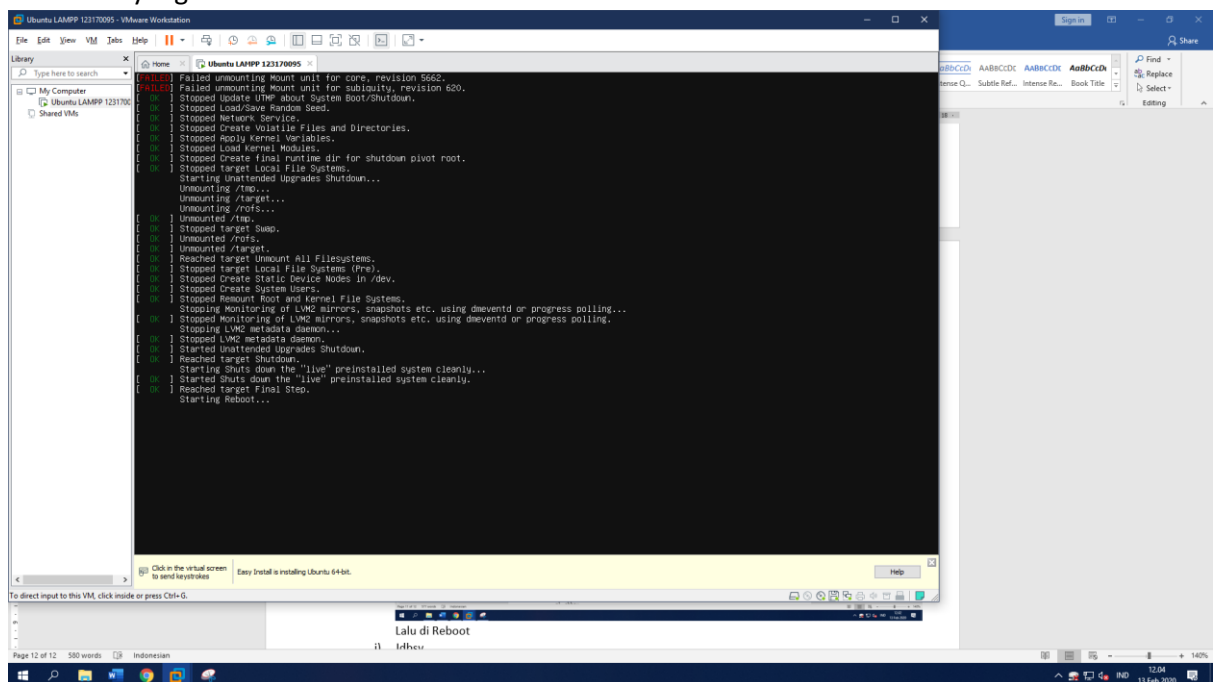 Ubuntu LAMPP 123170095 - VMware Workstation
Sign in
File Edit View VM Tabs Help
Share
Library
Type here to search
My Computer
Ubuntu LAMPP 1231700
Shared VMs
Home
Ubuntu LAMPP 123170095
[FAILED] Failed unmounting Mount unit for core, revision 5662.
[FAILED] Failed unmounting Mount unit for subiquity, revision 620.
[ OK ] Stopped Update UTMP about System Boot/Shutdown.
[ OK ] Stopped Load/Save Random Seed.
[ OK ] Stopped Network Service.
[ OK ] Stopped Create Volatile Files and Directories.
[ OK ] Stopped Apply Kernel Variables.
[ OK ] Stopped Load Kernel Modules.
[ OK ] Stopped Create final runtime dir for shutdown pivot root.
[ OK ] Stopped target Local File Systems.
Starting Unattended Upgrades Shutdown...
Unmounting /tmp...
Unmounting /target...
Unmounting /rofs...
[ OK ] Unmounted /tmp.
[ OK ] Stopped target Swap.
[ OK ] Unmounted /rofs.
[ OK ] Unmounted /target.
[ OK ] Reached target Unmount All Filesystems.
[ OK ] Stopped target Local File Systems (Pre).
[ OK ] Stopped Create Static Device Nodes in /dev.
[ OK ] Stopped Create System Users.
[ OK ] Stopped Remount Root and Kernel File Systems.
Stopping Monitoring of LVM2 mirrors, snapshots etc. using dmeventd or progress polling...
[ OK ] Stopped Monitoring of LVM2 mirrors, snapshots etc. using dmeventd or progress polling.
Stopping LVM2 metadata daemon...
[ OK ] Stopped LVM2 metadata daemon.
[ OK ] Started Unattended Upgrades Shutdown.
[ OK ] Reached target Shutdown.
Starting Shuts down the "live" preinstalled system cleanly...
[ OK ] Started Shuts down the "live" preinstalled system cleanly.
[ OK ] Reached target Final Step.
Starting Reboot...
AaBbCcDc AABBCCDC AABBCCDC AaBbCcDc
tense Q... Subtle Ref... Intense Re... Book Title
Find
Replace
Select
Editing
18
Click in the virtual screen
to send keystrokes
Easy Install is installing Ubuntu 64-bit.
Help
To direct input to this VM, click inside or press Ctrl+G.
Lalu di Reboot
Page 12 of 12 580 words Indonesian
140%
IND
12.04
13 Feb 2020